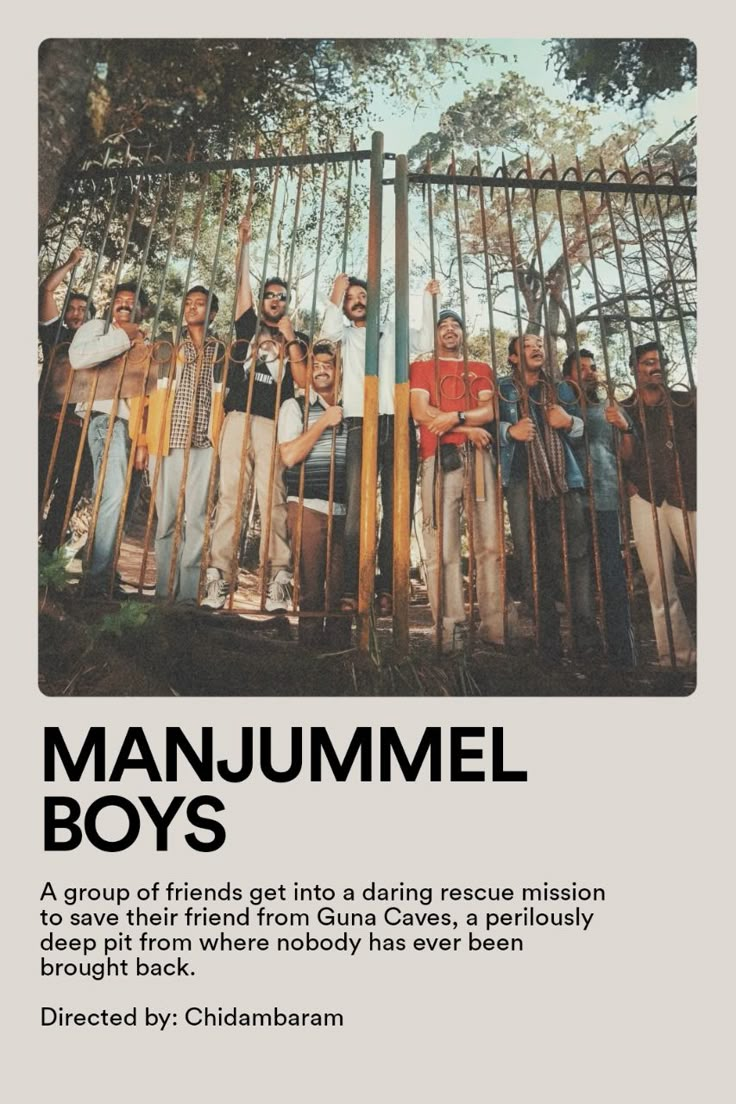 MANJUMMEL
BOYS
A group of friends get into a daring rescue mission
to save their friend from Guna Caves, a perilously
deep pit from where nobody has ever been
brought back.
Directed by: Chidambaram